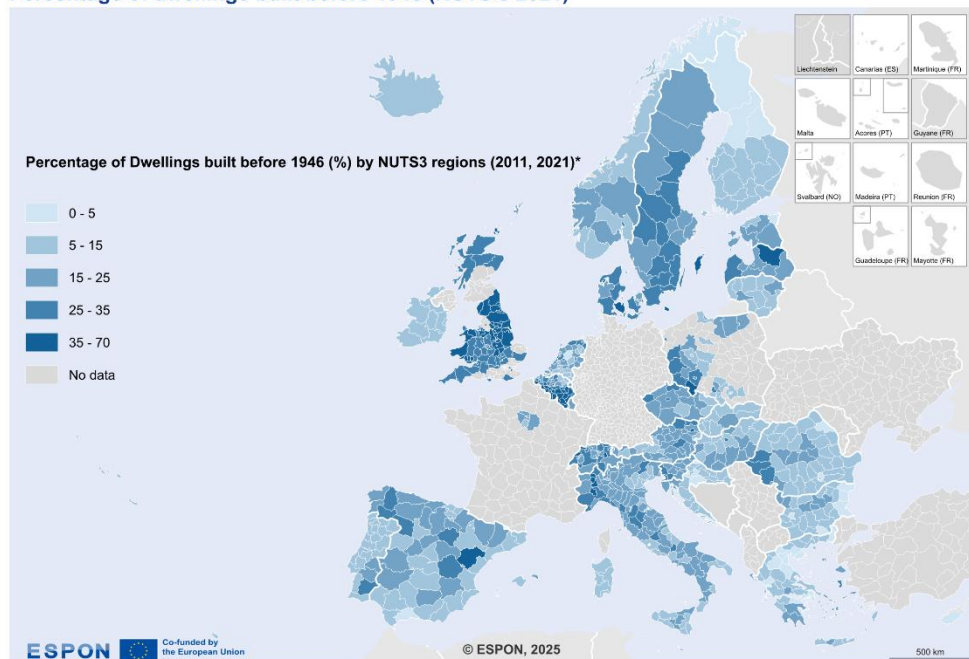 Percentage of Dwellings built before 1946 (%) by NUTS3 regions (2011, 2021)*
0 - 5
5 - 15
15 - 25
25 - 35
35 - 70
No data
Liechtenstein
Canarias (ES)
Martinique (FR)
Malta
Acores (PT)
Guyane (FR)
Svalbard (NO)
Madeira (PT)
Reunion (FR)
Guadeloupe (FR)
Mayotte (FR)
ESPON
Co-funded by
the European Union
© ESPON, 2025
500 km